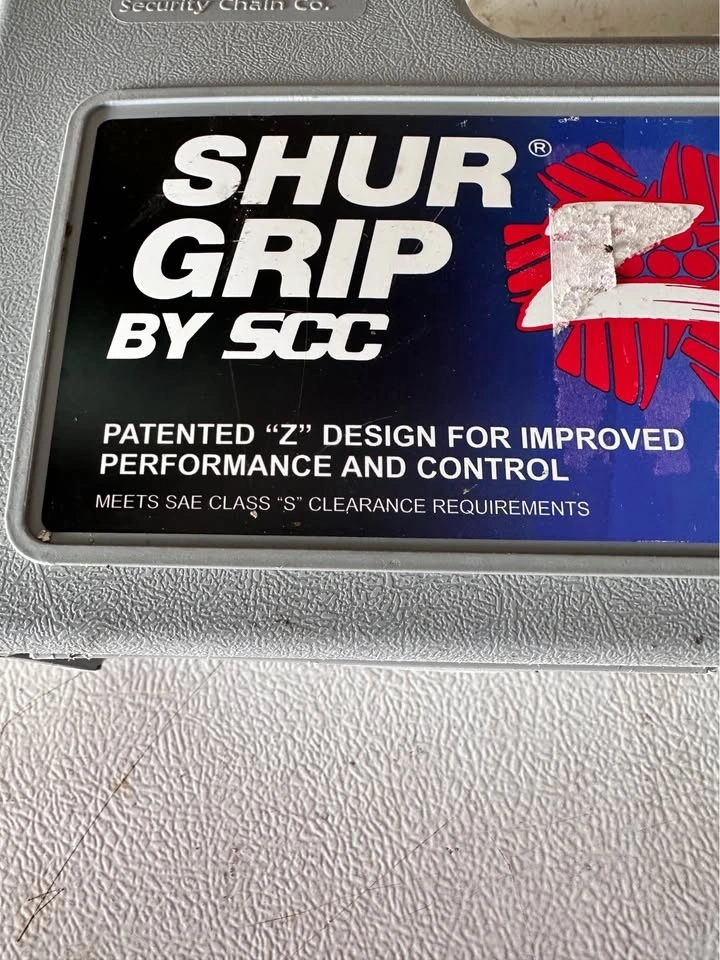 Security Chain Co.
SHUR®
GRIP
BY SCC
PATENTED “Z” DESIGN FOR IMPROVED
PERFORMANCE AND CONTROL
MEETS SAE CLASS “S” CLEARANCE REQUIREMENTS